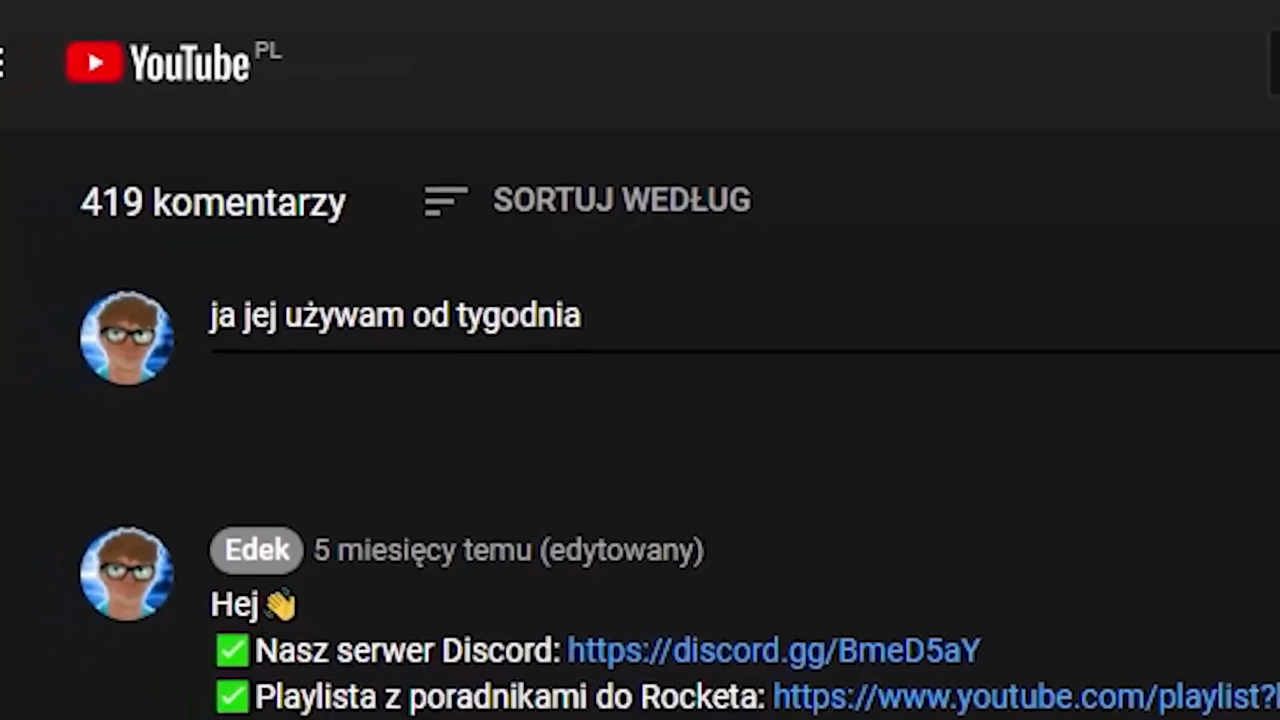 YouTube PL
419 komentarzy SORTUJ WEDŁUG
ja jej używam od tygodnia
Edek 5 miesięcy temu (edytowany)
Hej👋
✅Nasz serwer Discord: https://discord.gg/BmeD5aY
✅Playlista z poradnikami do Rocketa: https://www.youtube.com/playlist?l